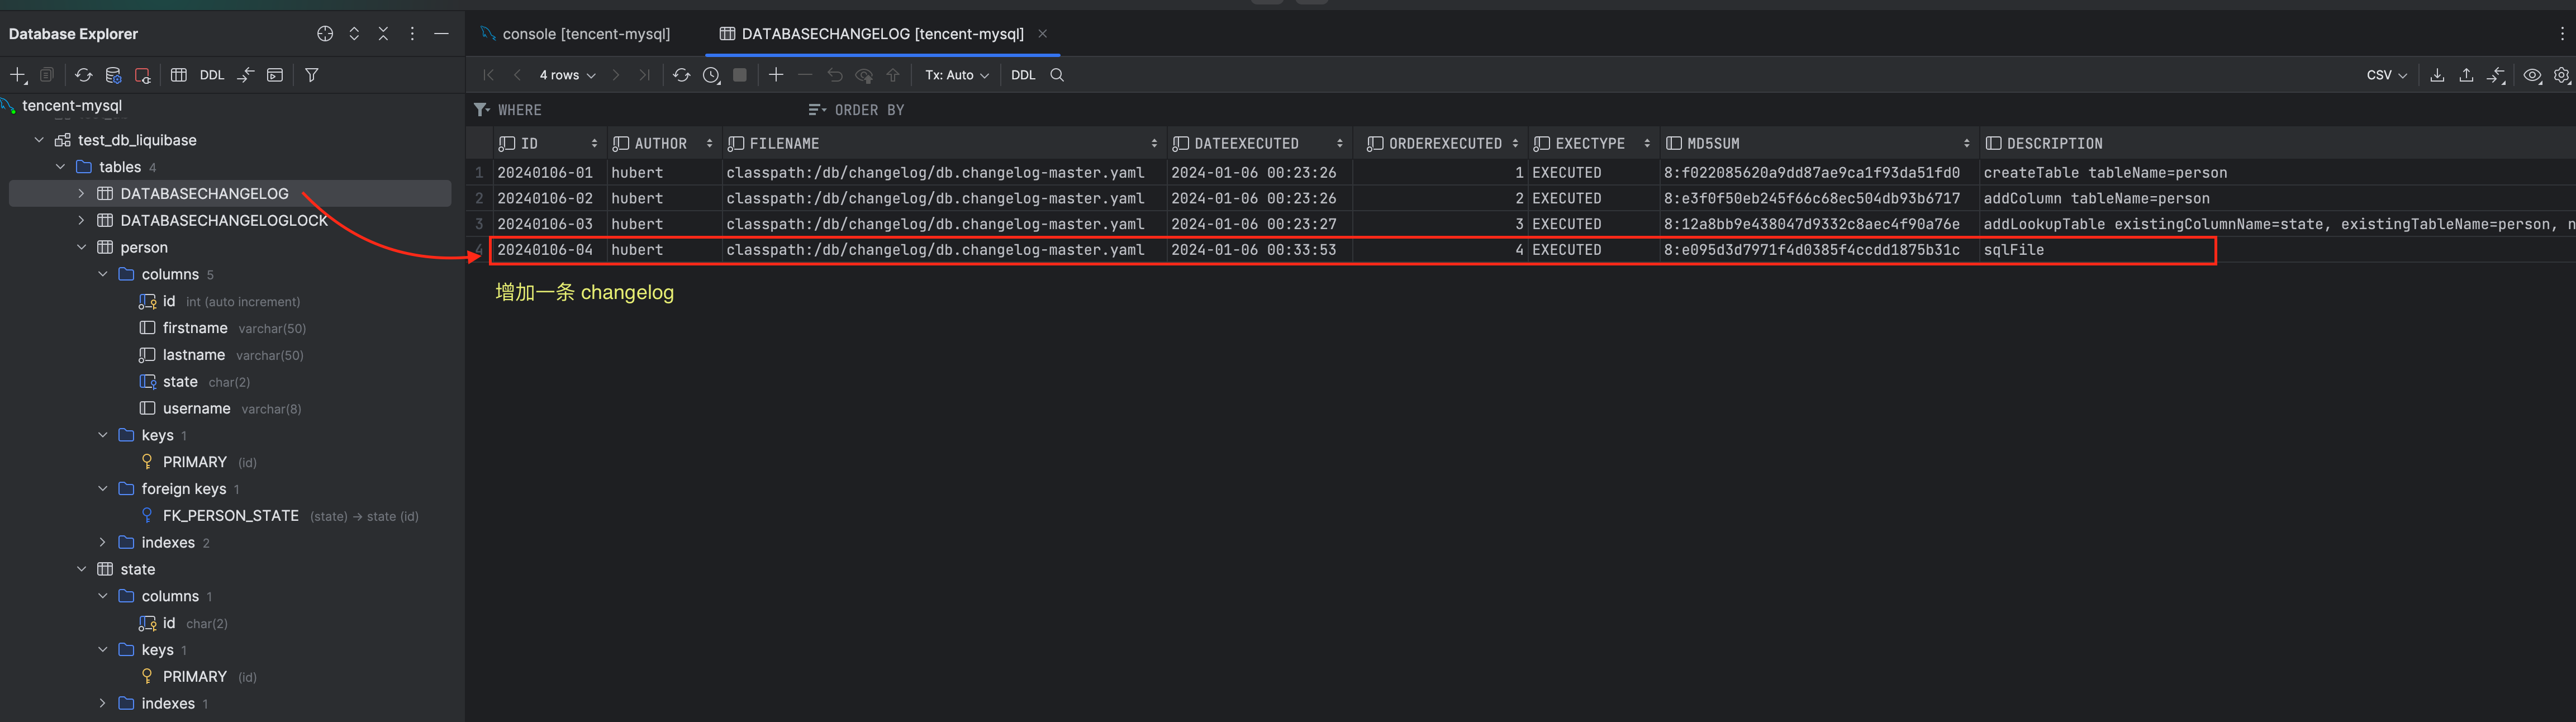 Database Explorer
console [tencent-mysql]
DATABASECHANGELOG [tencent-mysql]
DDL
4 rows
Tx: Auto
DDL
CSV
tencent-mysql
WHERE
ORDER BY
test_db_liquibase
tables 4
DATABASECHANGELOG
DATABASECHANGELOGLOCK
person
columns 5
id int (auto increment)
firstname varchar(50)
lastname varchar(50)
state char(2)
username varchar(8)
keys 1
PRIMARY (id)
foreign keys 1
FK_PERSON_STATE (state) → state (id)
indexes 2
state
columns 1
id char(2)
keys 1
PRIMARY (id)
indexes 1
ID AUTHOR FILENAME DATEEXECUTED ORDEREXECUTED EXECTYPE MD5SUM DESCRIPTION
1 20240106-01 hubert classpath:/db/changelog/db.changelog-master.yaml 2024-01-06 00:23:26 1 EXECUTED 8:f022085620a9dd87ae9ca1f93da51fd0 createTable tableName=person
2 20240106-02 hubert classpath:/db/changelog/db.changelog-master.yaml 2024-01-06 00:23:26 2 EXECUTED 8:e3f0f50eb245f66c68ec504db93b6717 addColumn tableName=person
3 20240106-03 hubert classpath:/db/changelog/db.changelog-master.yaml 2024-01-06 00:23:27 3 EXECUTED 8:12a8bb9e438047d9332c8aec4f90a76e addLookupTable existingColumnName=state, existingTableName=person, n
4 20240106-04 hubert classpath:/db/changelog/db.changelog-master.yaml 2024-01-06 00:33:53 4 EXECUTED 8:e095d3d7971f4d0385f4ccdd1875b31c sqlFile
增加一条 changelog